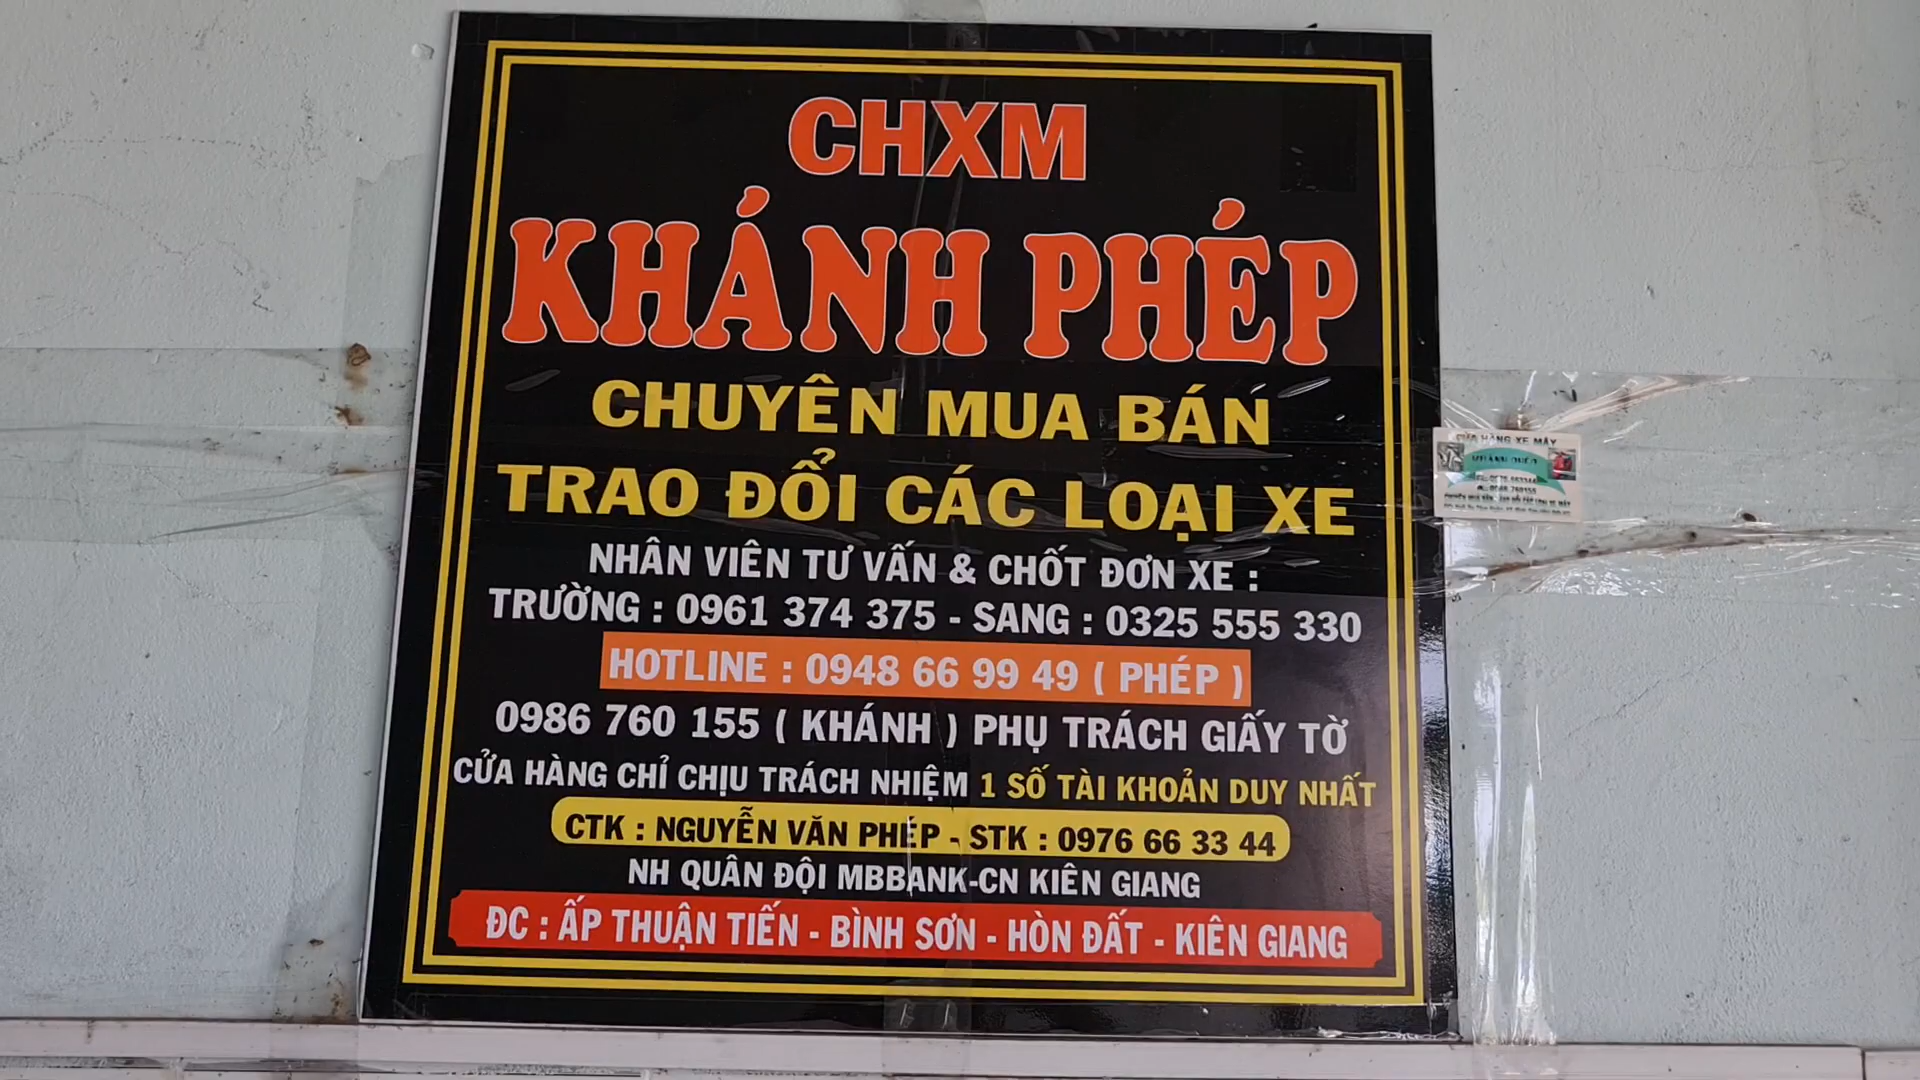 CHXM
KHÁNH PHÉP
CHUYÊN MUA BÁN
TRAO ĐỔI CÁC LOẠI XE
NHÂN VIÊN TƯ VẤN & CHỐT ĐƠN XE :
TRƯỜNG : 0961 374 375 - SANG : 0325 555 330
HOTLINE : 0948 66 99 49 ( PHÉP )
0986 760 155 ( KHÁNH ) PHỤ TRÁCH GIẤY TỜ
CỬA HÀNG CHỈ CHỊU TRÁCH NHIỆM 1 SỐ TÀI KHOẢN DUY NHẤT
CTK : NGUYỄN VĂN PHÉP - STK : 0976 66 33 44
NH QUÂN ĐỘI MBBANK-CN KIÊN GIANG
ĐC : ẤP THUẬN TIẾN - BÌNH SƠN - HÒN ĐẤT - KIÊN GIANG
CỬA HÀNG XE MÁY
KHÁNH PHÉP